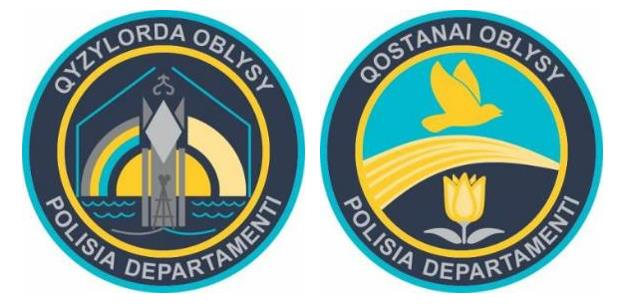 QYZYLORDA OBLYSY
POLISIA DEPARTAMENTI
QOSTANAI OBLYSY
POLISIA DEPARTAMENTI